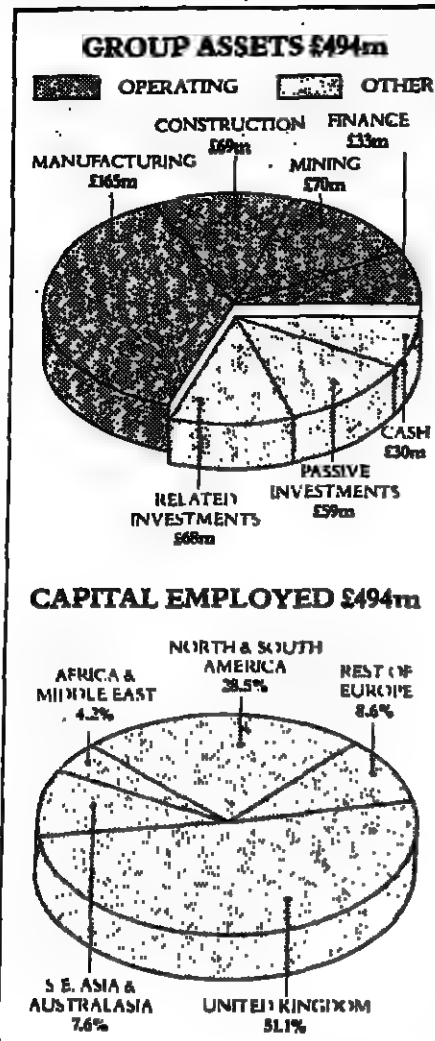 GROUP ASSETS £494m
OPERATING OTHER
CONSTRUCTION
£69m
FINANCE
£33m
MANUFACTURING
£165m
MINING
£70m
CASH
£30m
PASSIVE
INVESTMENTS
£59m
RELATED
INVESTMENTS
£68m
CAPITAL EMPLOYED £494m
NORTH & SOUTH
AMERICA
28.5%
AFRICA &
MIDDLE EAST
4.2%
REST OF
EUROPE
8.6%
S.E. ASIA &
AUSTRALASIA
7.6%
UNITED KINGDOM
51.1%